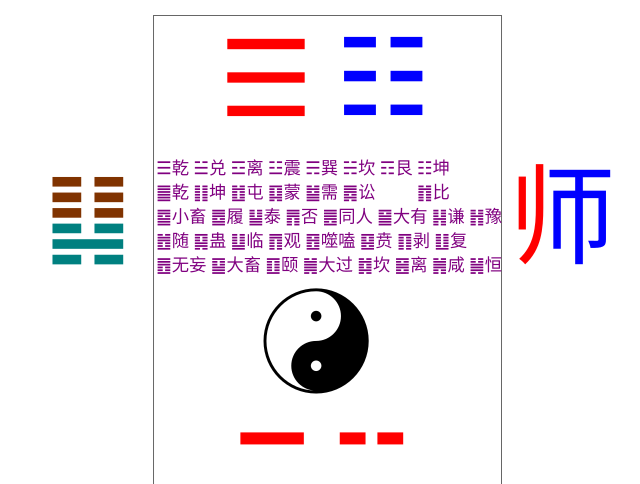 ☰ ☷
☰乾 ☱兑 ☲离 ☳震 ☴巽 ☵坎 ☶艮 ☷坤
䷀乾 ䷁坤 ䷂屯 ䷃蒙 ䷄需 ䷅讼 ䷇比
䷈小畜 ䷉履 ䷊泰 ䷋否 ䷌同人 ䷍大有 ䷎谦 ䷏豫
䷐随 ䷑蛊 ䷒临 ䷓观 ䷔噬嗑 ䷕贲 ䷖剥 ䷗复
䷘无妄 ䷙大畜 ䷚颐 ䷛大过 ䷜坎 ䷝离 ䷞咸 ䷟恒
䷆
师
☯
⚊ ⚋